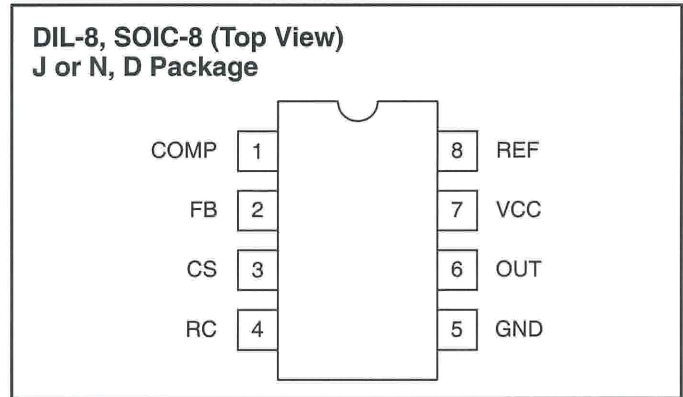 DIL-8, SOIC-8 (Top View)
J or N, D Package
COMP 1 8 REF
FB 2 7 VCC
CS 3 6 OUT
RC 4 5 GND